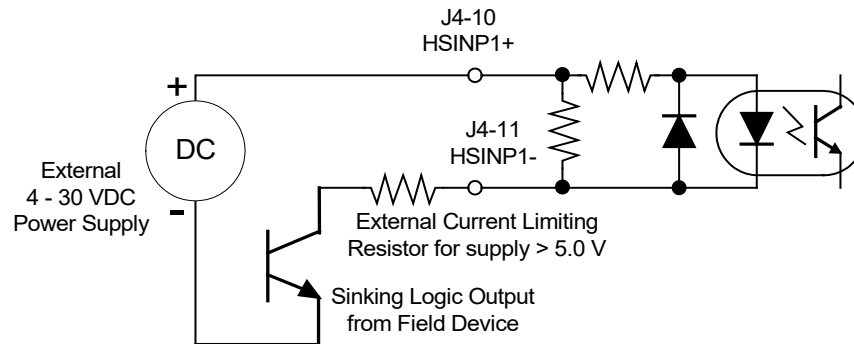 J4-10
HSINP1+
+
DC
J4-11
HSINP1-
External
4 - 30 VDC
Power Supply
-
External Current Limiting
Resistor for supply > 5.0 V
Sinking Logic Output
from Field Device